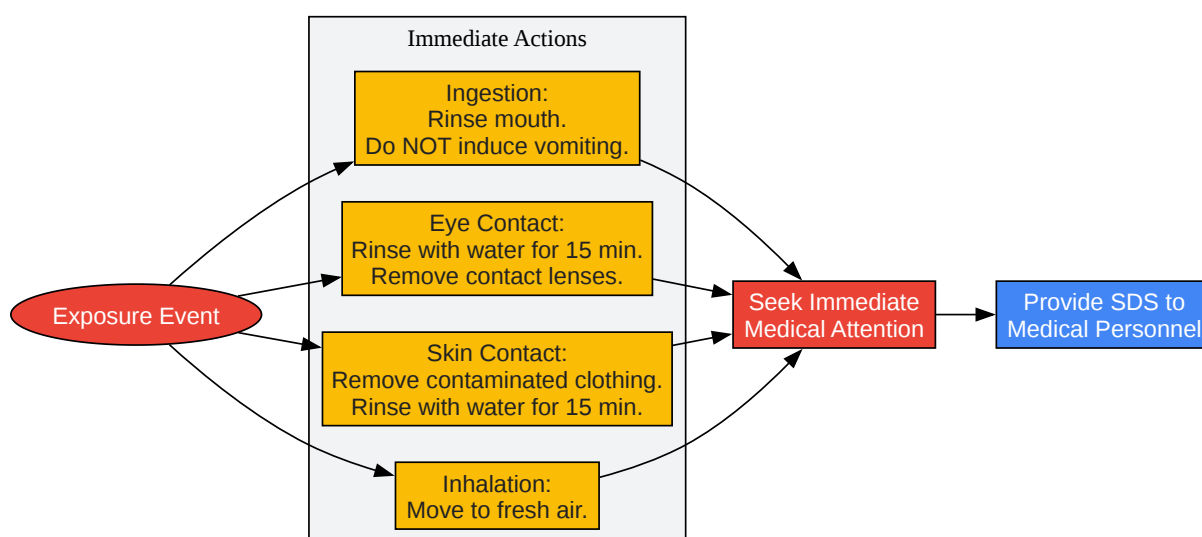 Immediate Actions
Ingestion:
Rinse mouth.
Do NOT induce vomiting.
Eye Contact:
Rinse with water for 15 min.
Remove contact lenses.
Exposure Event
Seek Immediate
Medical Attention
Provide SDS to
Medical Personnel
Skin Contact:
Remove contaminated clothing.
Rinse with water for 15 min.
Inhalation:
Move to fresh air.